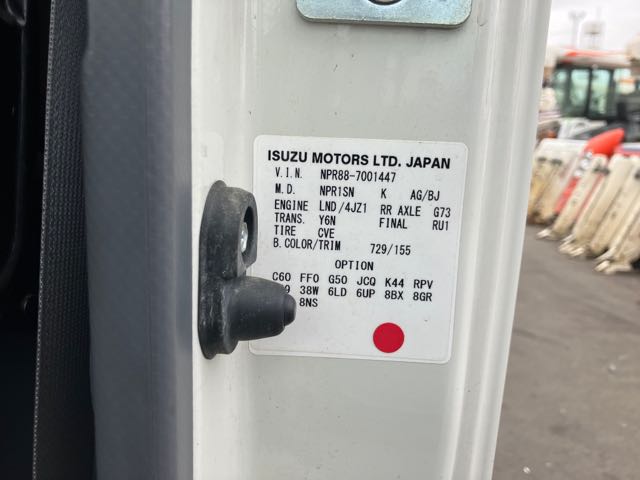 ISUZU MOTORS LTD. JAPAN
V.I.N. NPR88-7001447
M.D. NPR1SN K AG/BJ
ENGINE LND/4JZ1 RR AXLE G73
TRANS. Y6N FINAL RU1
TIRE CVE
B.COLOR/TRIM 729/155
OPTION
C60 FF0 G50 JCQ K44 RPV
38W 6LD 6UP 8BX 8GR
8NS